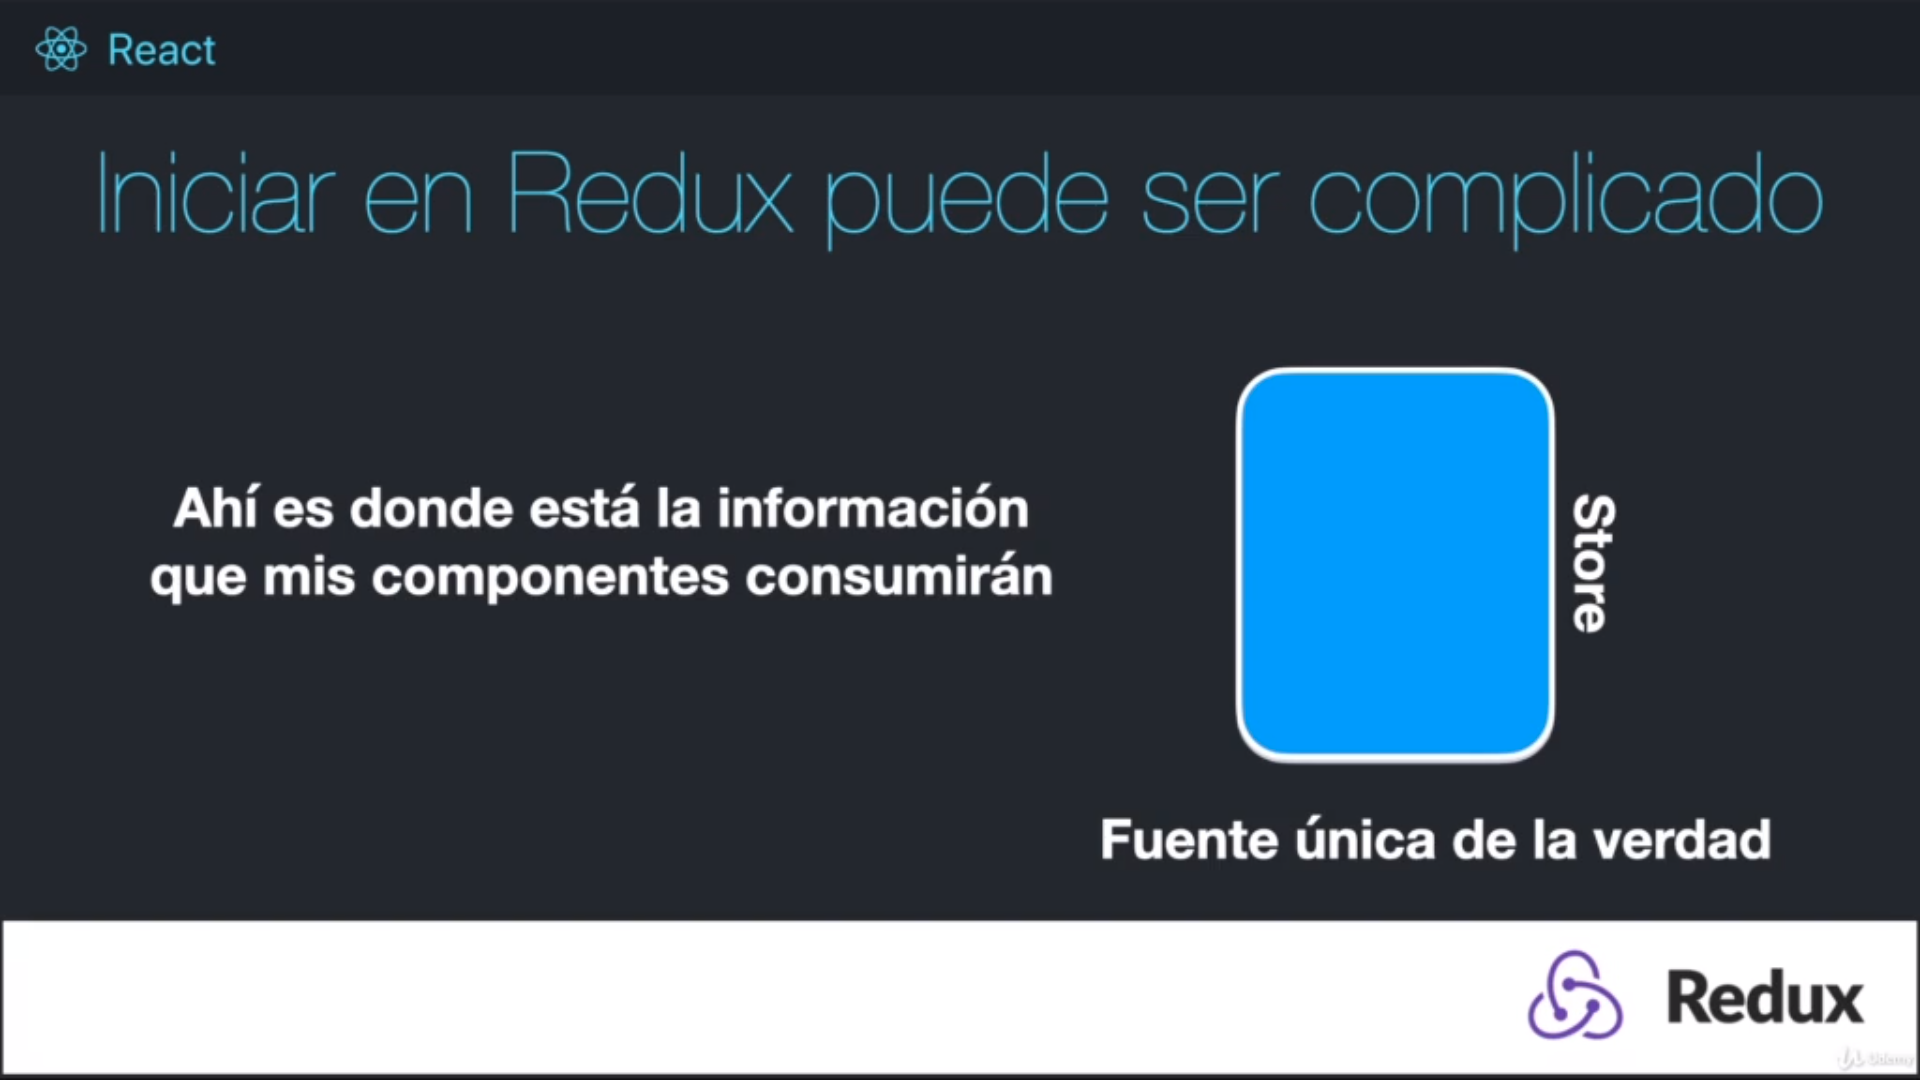 React
Iniciar en Redux puede ser complicado
Ahí es donde está la información
que mis componentes consumirán
Store
Fuente única de la verdad
Redux
Udemy